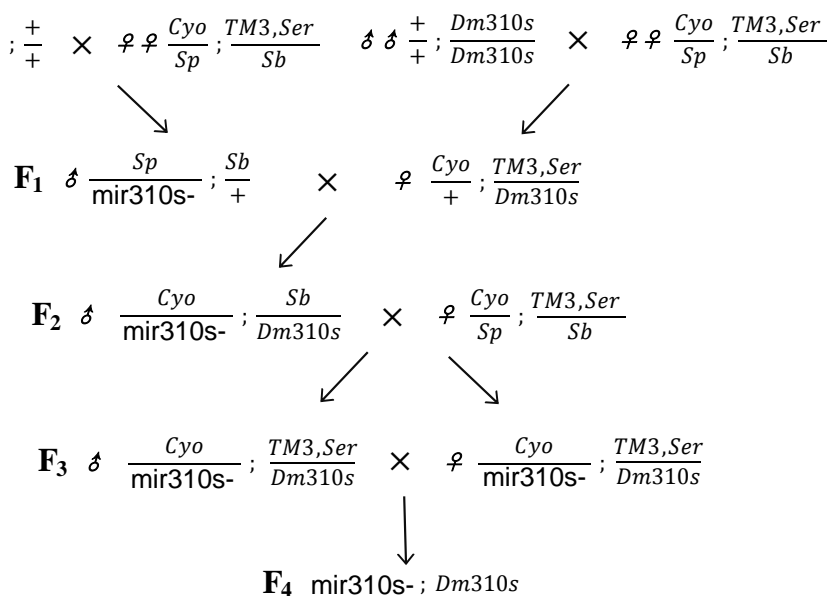 ; +/+ × ♀♀ Cyo/Sp ; TM3,Ser/Sb ♂♂ +/+ ; Dm310s/Dm310s × ♀♀ Cyo/Sp ; TM3,Ser/Sb
F₁ ♂ Sp/mir310s- ; Sb/+ × ♀ Cyo/+ ; TM3,Ser/Dm310s
F₂ ♂ Cyo/mir310s- ; Sb/Dm310s × ♀ Cyo/Sp ; TM3,Ser/Sb
F₃ ♂ Cyo/mir310s- ; TM3,Ser/Dm310s × ♀ Cyo/mir310s- ; TM3,Ser/Dm310s
F₄ mir310s- ; Dm310s